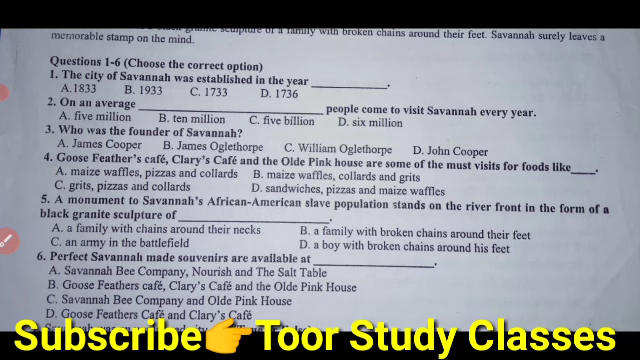 granite sculpture of a family with broken chains around their feet. Savannah surely leaves a
memorable stamp on the mind.
Questions 1-6 (Choose the correct option)
1. The city of Savannah was established in the year ____________.
A.1833 B. 1933 C. 1733 D. 1736
2. On an average ____________________________ people come to visit Savannah every year.
A. five million B. ten million C. five billion D. six million
3. Who was the founder of Savannah?
A. James Cooper B. James Oglethorpe C. William Oglethorpe D. John Cooper
4. Goose Feather's café, Clary's Café and the Olde Pink house are some of the must visits for foods like____.
A. maize waffles, pizzas and collards B. maize waffles, collards and grits
C. grits, pizzas and collards D. sandwiches, pizzas and maize waffles
5. A monument to Savannah's African-American slave population stands on the river front in the form of a
black granite sculpture of ______________________.
A. a family with chains around their necks B. a family with broken chains around their feet
C. an army in the battlefield D. a boy with broken chains around his feet
6. Perfect Savannah made souvenirs are available at __________________.
A. Savannah Bee Company, Nourish and The Salt Table
B. Goose Feathers café, Clary's Café and the Olde Pink House
C. Savannah Bee Company and Olde Pink House
D. Goose Feathers Café and Clary's Café
Subscribe👉Toor Study Classes